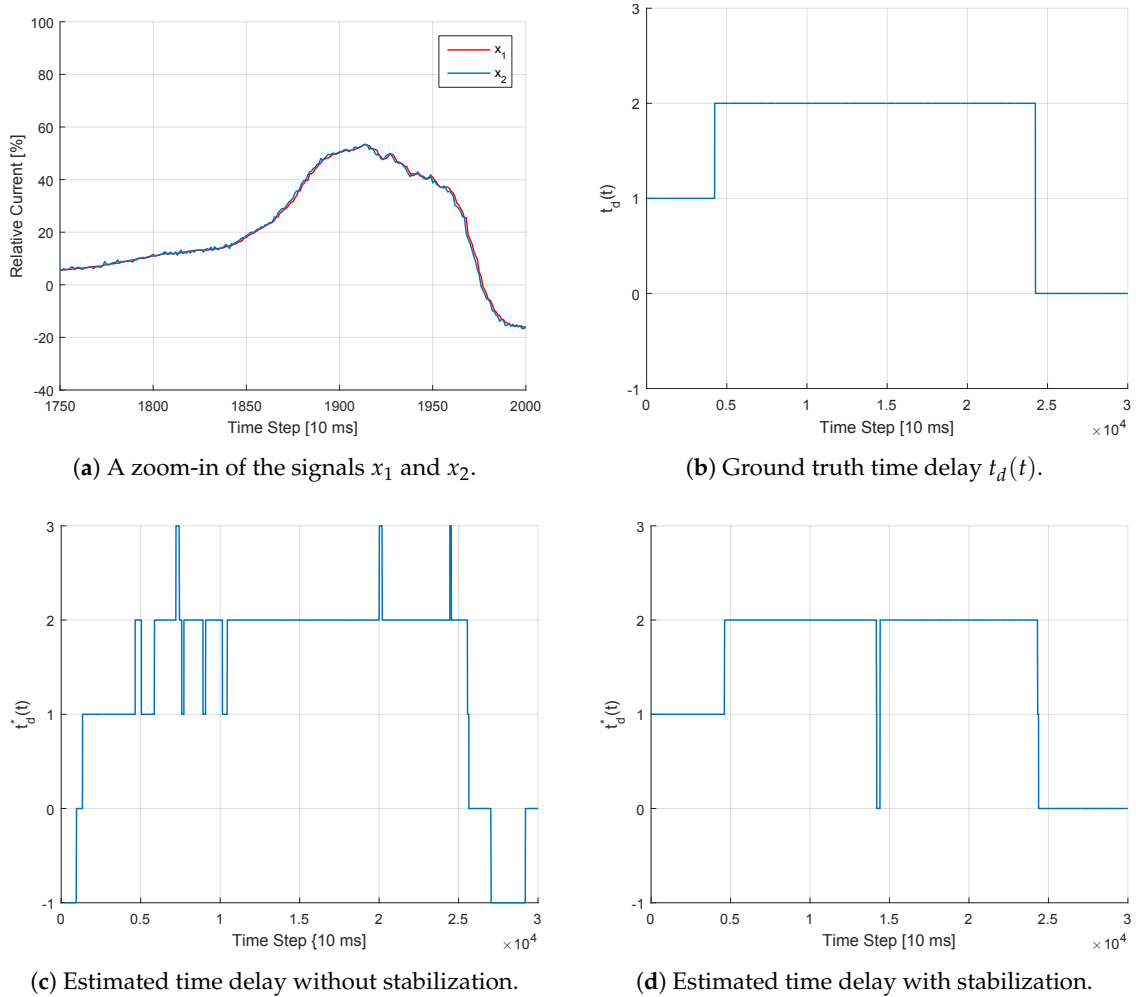 100
80
60
40
20
0
-20
-40
Relative Current [%]
x1
x2
1750 1800 1850 1900 1950 2000
Time Step [10 ms]
(a) A zoom-in of the signals x1 and x2.
3
2
1
0
-1
td(t)
0 0.5 1 1.5 2 2.5 3
×10^4
Time Step [10 ms]
(b) Ground truth time delay td(t).
3
2
1
0
-1
t*d(t)
0 0.5 1 1.5 2 2.5 3
×10^4
Time Step {10 ms]
(c) Estimated time delay without stabilization.
3
2
1
0
-1
t*d(t)
0 0.5 1 1.5 2 2.5 3
×10^4
Time Step [10 ms]
(d) Estimated time delay with stabilization.